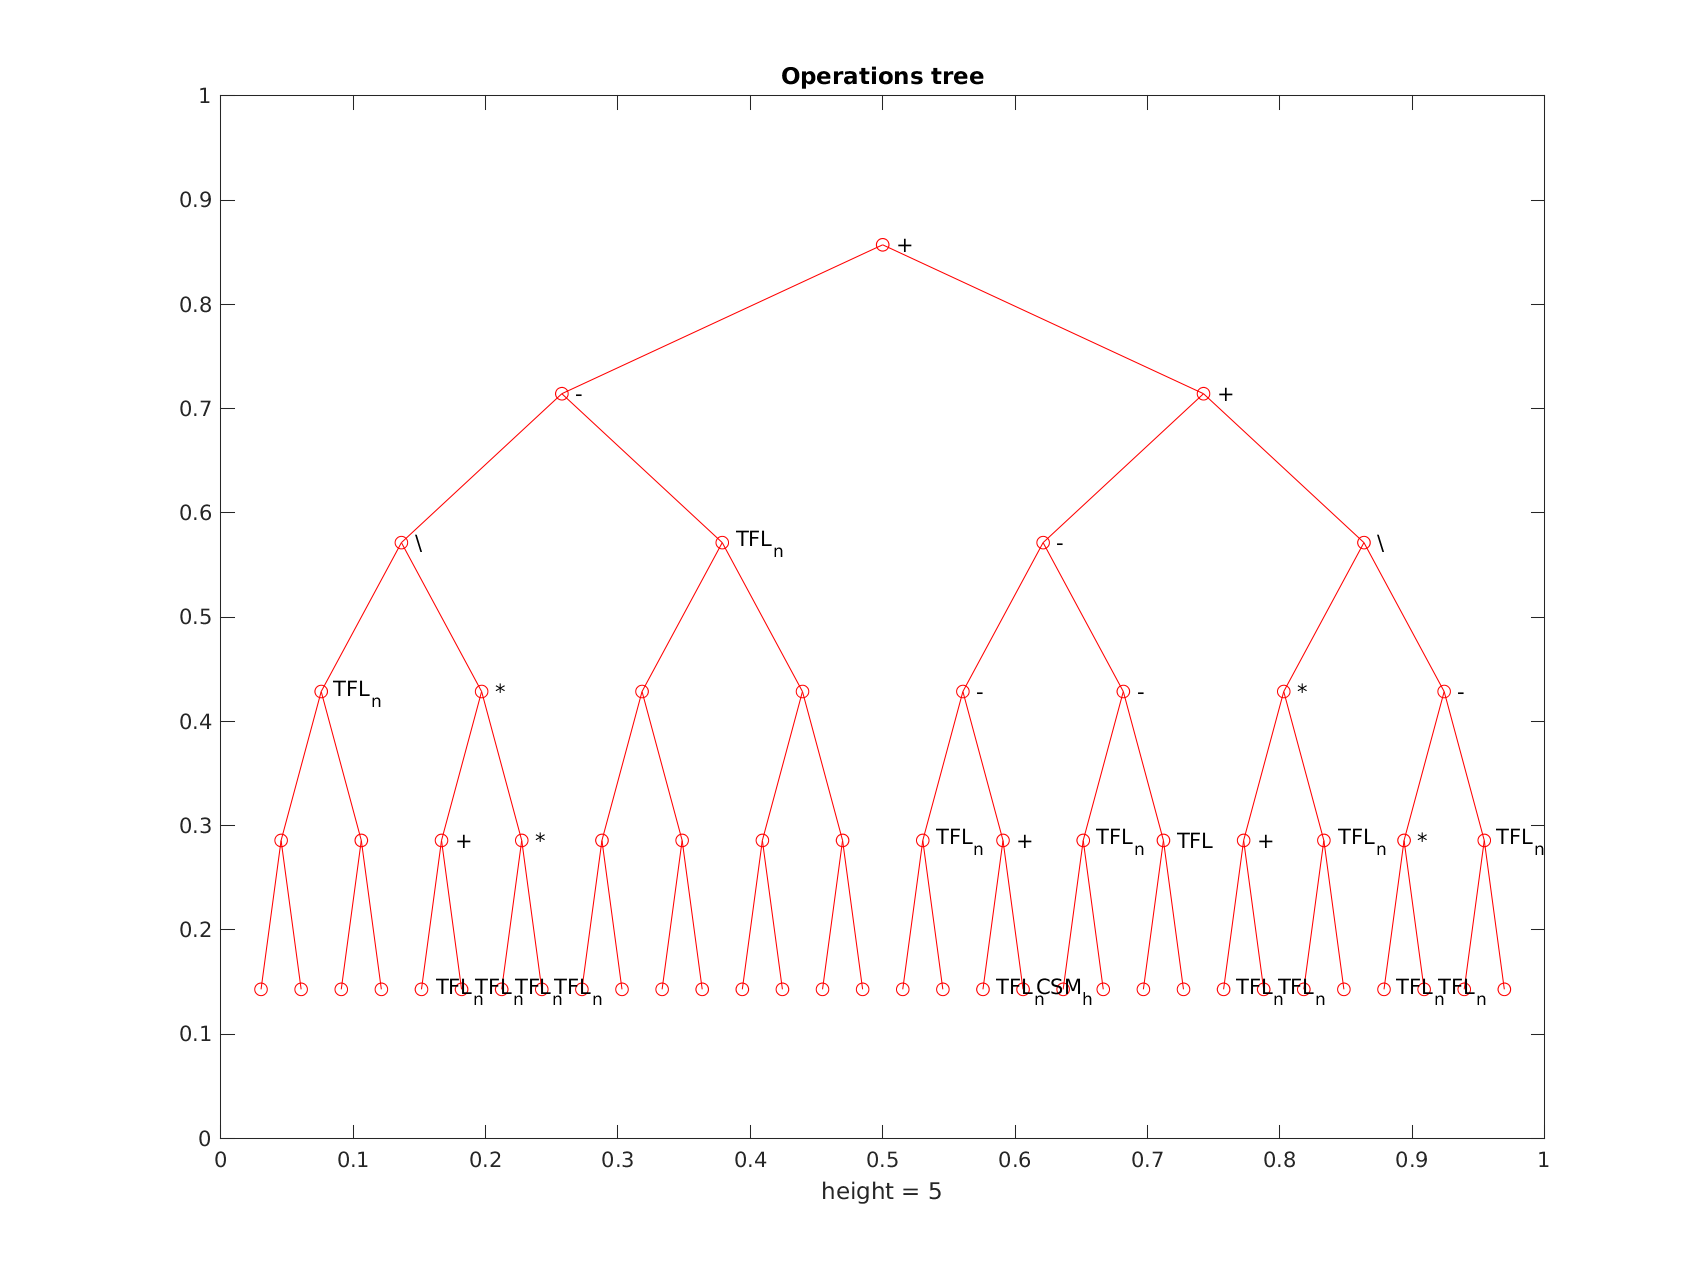 Operations tree
1
0.9
+
0.8
0.7
- +
0.6
\ TFLn - \
0.5
TFLn * - - * -
0.4
0.3
+ * TFLn + TFLn TFL + TFLn * TFLn
0.2
TFLn TFLn TFLn TFLn TFLn CSMn TFLn TFLn TFLn TFLn
0.1
0
0 0.1 0.2 0.3 0.4 0.5 0.6 0.7 0.8 0.9 1
height = 5